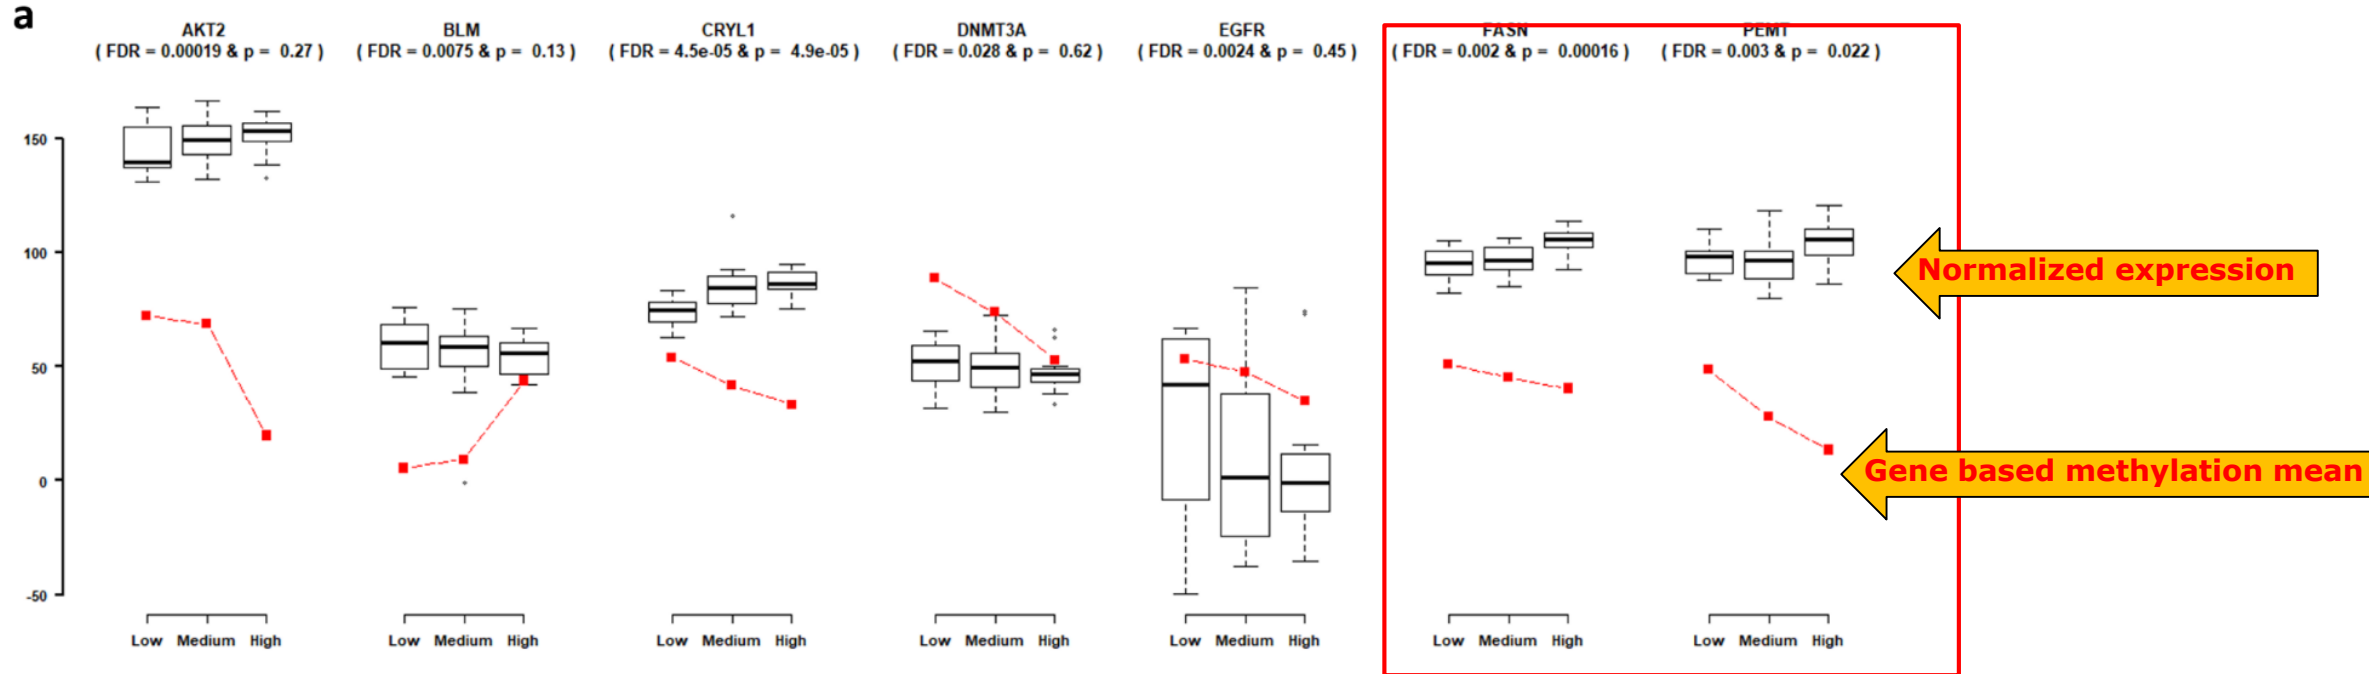 a
AKT2
( FDR = 0.00019 & p =  0.27 )
BLM
( FDR = 0.0075 & p =  0.13 )
CRYL1
( FDR = 4.5e-05 & p =  4.9e-05 )
DNMT3A
( FDR = 0.028 & p =  0.62 )
EGFR
( FDR = 0.0024 & p =  0.45 )
FASN
( FDR = 0.002 & p =  0.00016 )
PEMT
( FDR = 0.003 & p =  0.022 )
150
100
50
0
-50
Normalized expression
Gene based methylation mean
Low Medium High
Low Medium High
Low Medium High
Low Medium High
Low Medium High
Low Medium High
Low Medium High